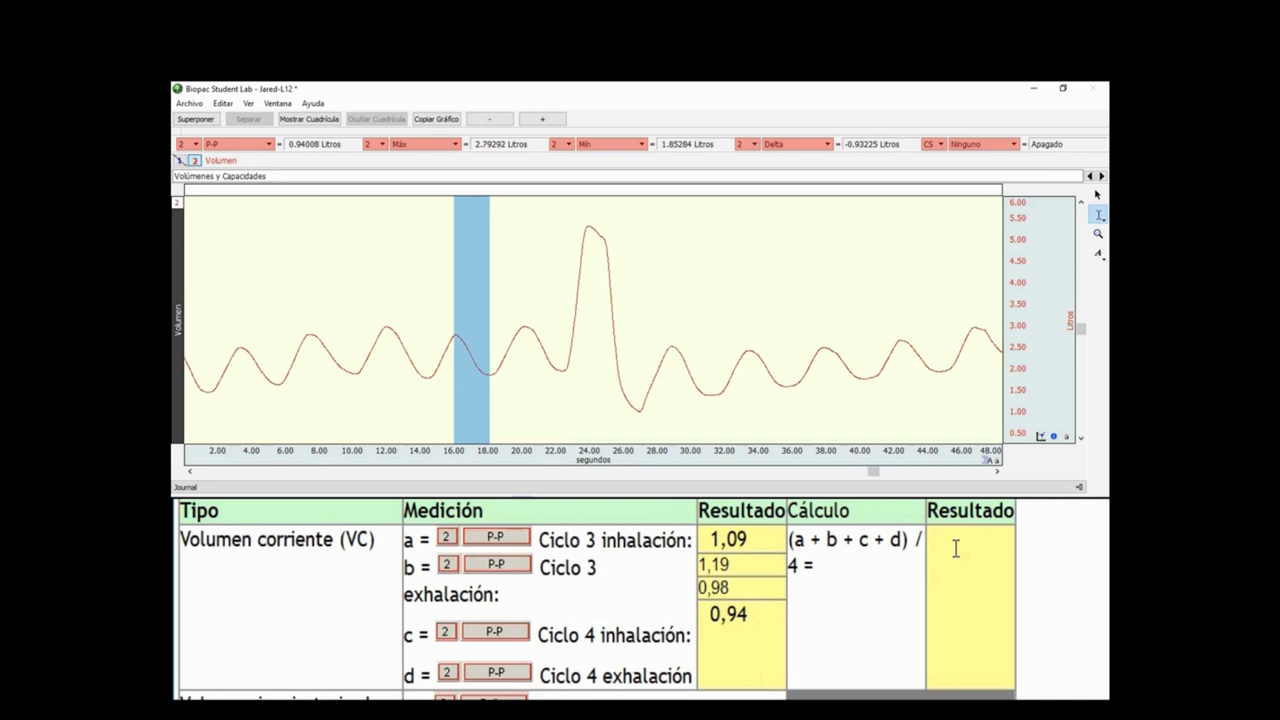 Biopac Student Lab - Jared-L12 *
Archivo Editar Ver Ventana Ayuda
Superponer Separar Mostrar Cuadrícula Ocultar Cuadrícula Copiar Gráfico - +
2 P-P = 0.94008 Litros 2 Máx = 2.79292 Litros 2 Mín = 1.85284 Litros 2 Delta = -0.93225 Litros CS Ninguno = Apagado
1 2 Volumen
Volúmenes y Capacidades
2
Volumen
6.00
5.50
5.00
4.50
4.00
3.50
3.00
2.50
2.00
1.50
1.00
0.50
Litros
2.00 4.00 6.00 8.00 10.00 12.00 14.00 16.00 18.00 20.00 22.00 24.00 26.00 28.00 30.00 32.00 34.00 36.00 38.00 40.00 42.00 44.00 46.00 48.00
segundos
Journal
Tipo Medición Resultado Cálculo Resultado
Volumen corriente (VC) a = 2 P-P Ciclo 3 inhalación: 1,09 (a + b + c + d) /
b = 2 P-P Ciclo 3 1,19 4 =
exhalación: 0,98
0,94
c = 2 P-P Ciclo 4 inhalación:
d = 2 P-P Ciclo 4 exhalación